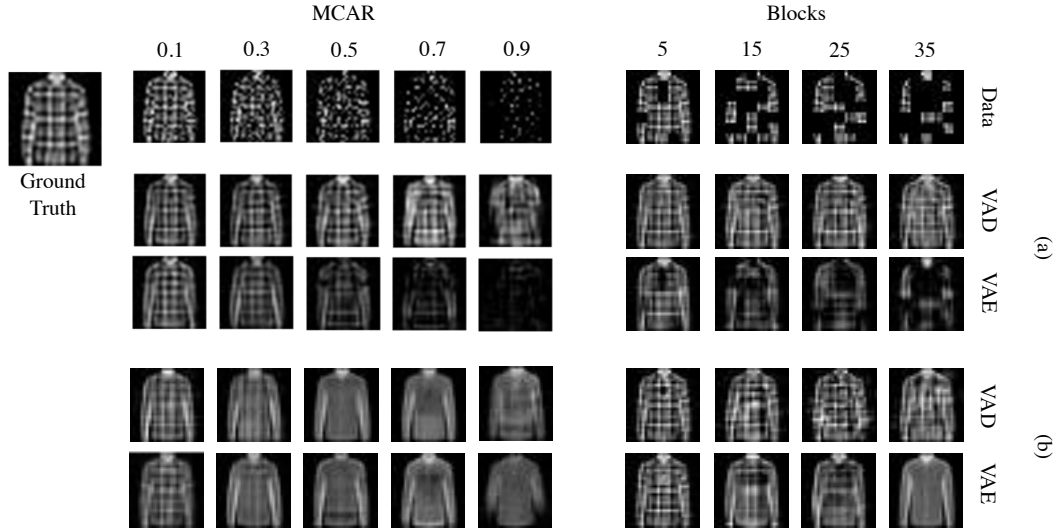 MCAR
Blocks
0.1 0.3 0.5 0.7 0.9 5 15 25 35
Data
Ground
Truth
VAD
VAE
(a)
VAD
VAE
(b)